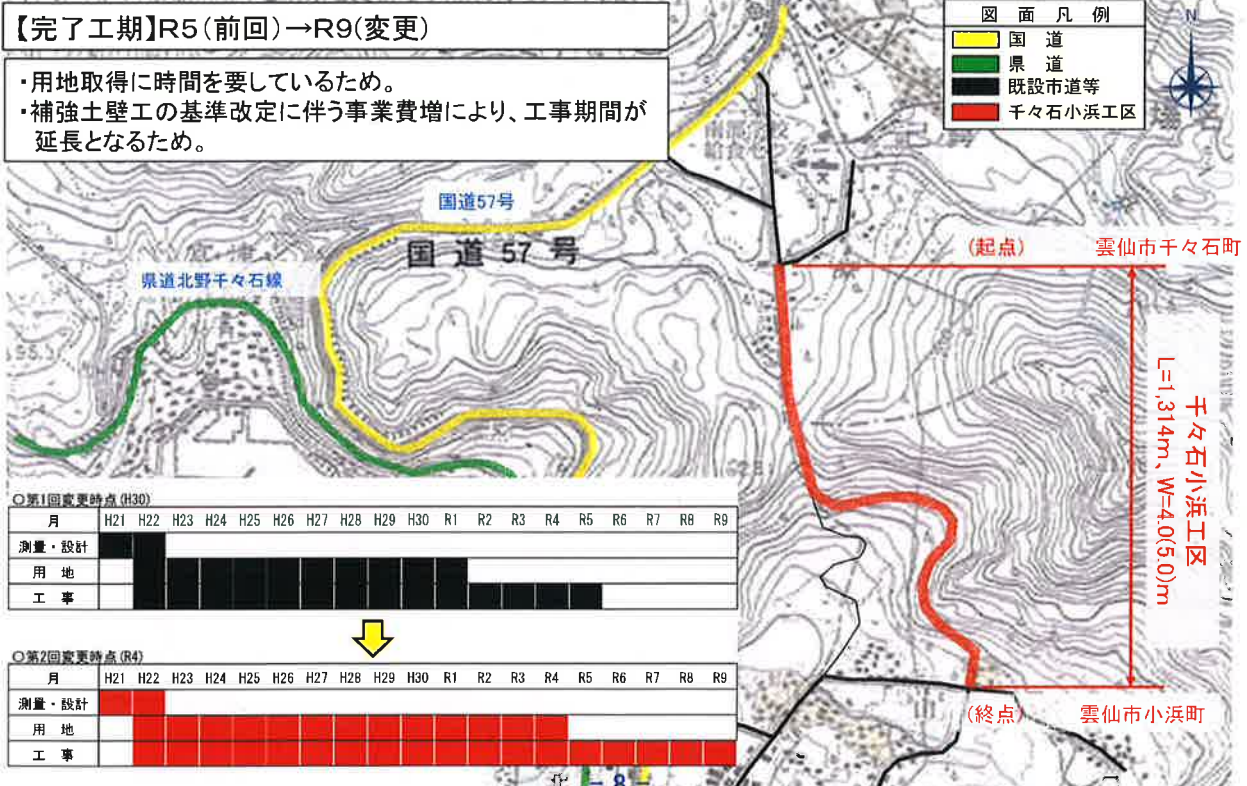 【完了工期】R5(前回)→R9(変更)
・用地取得に時間を要しているため。
・補強土壁工の基準改定に伴う事業費増により、工事期間が
延長となるため。
図 面 凡 例
国 道
県 道
既設市道等
千々石小浜工区
N
国道57号
国 道 57 号
県道北野千々石線
(起点) 雲仙市千々石町
千々石小浜工区
L=1,314m、W=4.0(5.0)m
(終点) 雲仙市小浜町
○第1回変更時点(H30)
月 H21 H22 H23 H24 H25 H26 H27 H28 H29 H30 R1 R2 R3 R4 R5 R6 R7 R8 R9
測量・設計
用 地
工 事
○第2回変更時点(R4)
月 H21 H22 H23 H24 H25 H26 H27 H28 H29 H30 R1 R2 R3 R4 R5 R6 R7 R8 R9
測量・設計
用 地
工 事
- 8 -